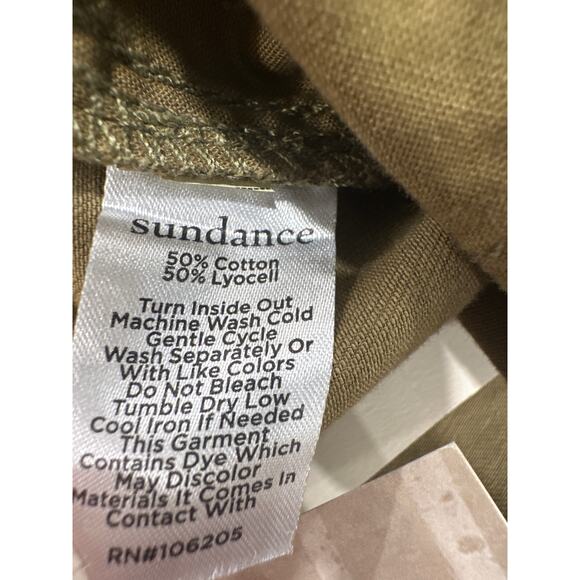 sundance
50% Cotton
50% Lyocell
Turn Inside Out
Machine Wash Cold
Gentle Cycle
Wash Separately Or
With Like Colors
Do Not Bleach
Tumble Dry Low
Cool Iron If Needed
This Garment
Contains Dye Which
May Discolor
Materials It Comes In
Contact With
RN#106205